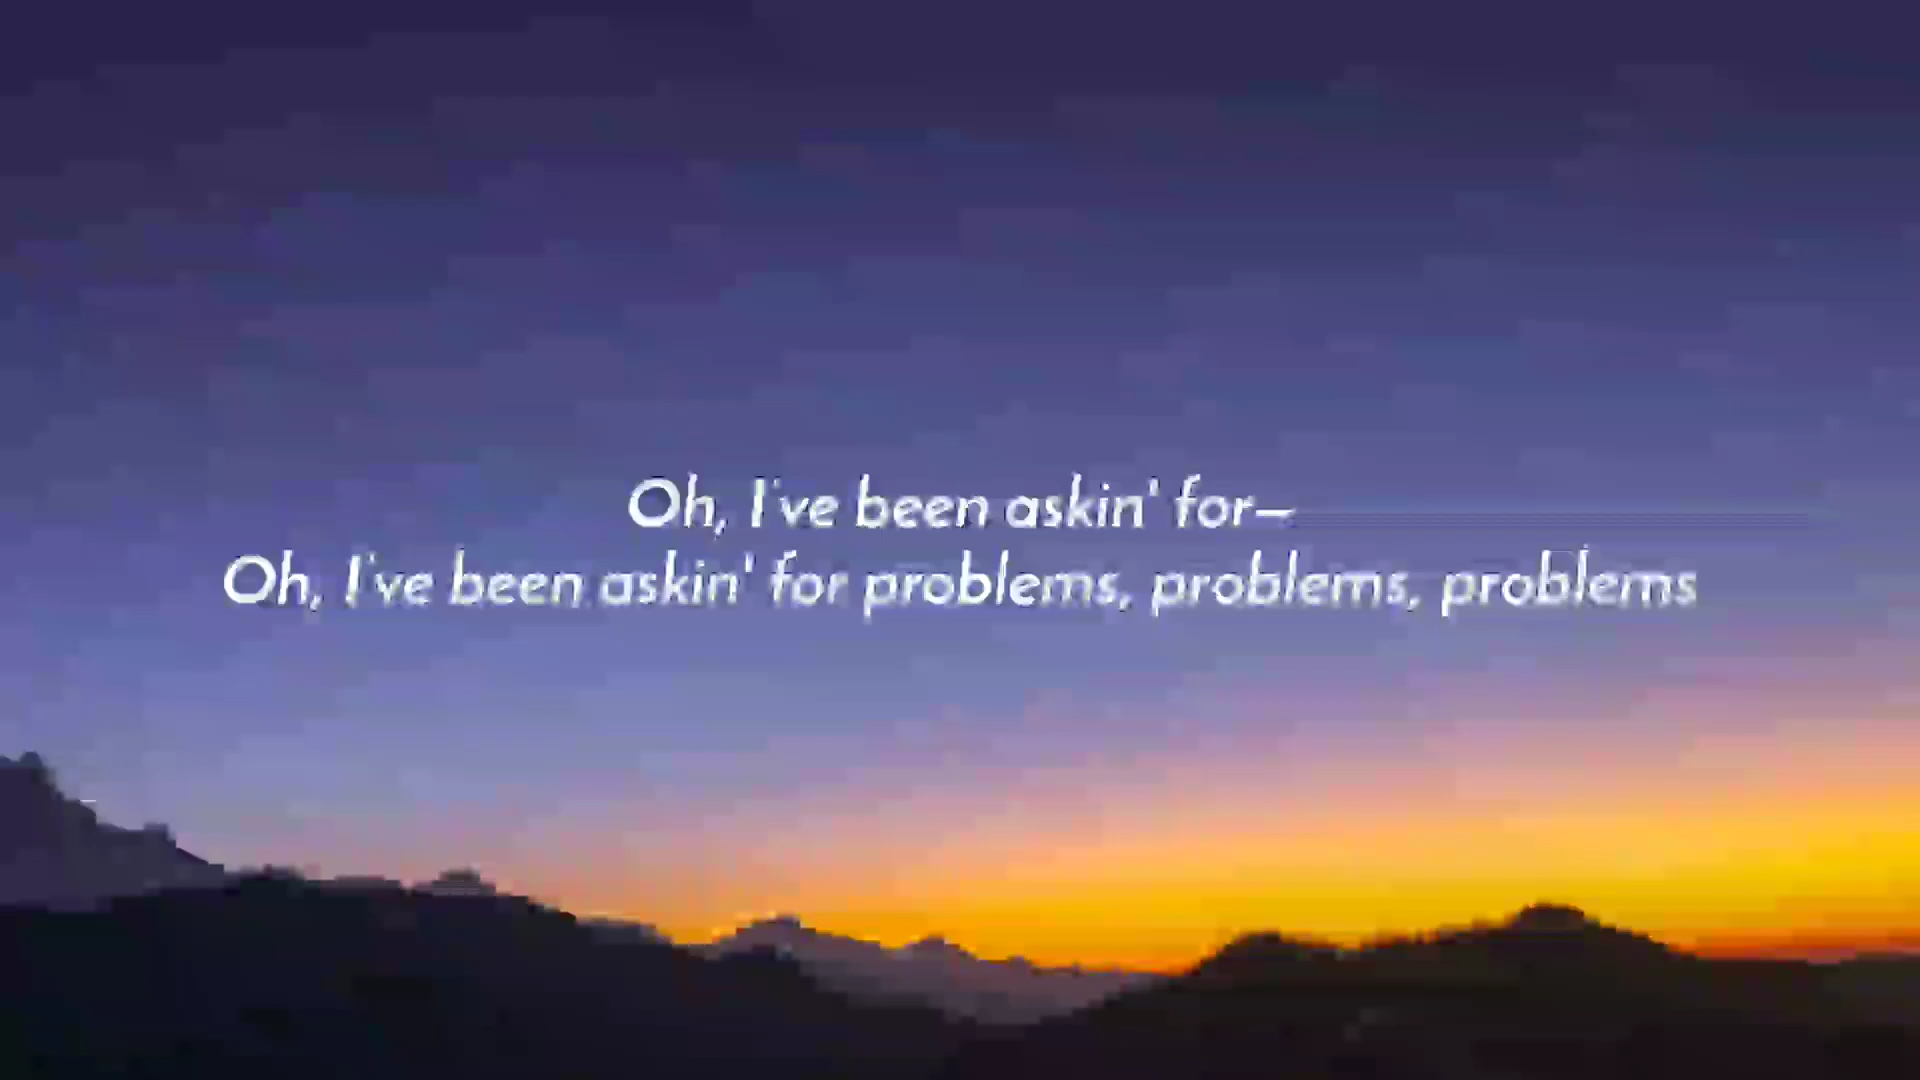 Oh, I've been askin' for—
Oh, I've been askin' for problems, problems, problems